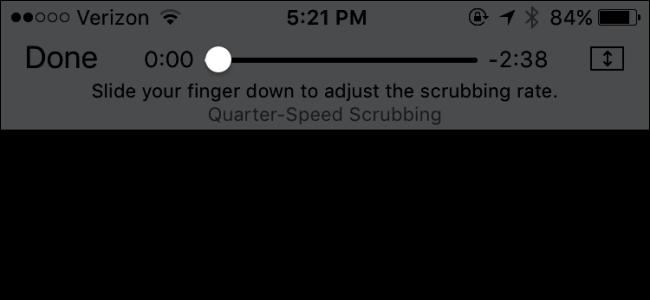 Verizon 5:21 PM 84%
Done 0:00 -2:38
Slide your finger down to adjust the scrubbing rate.
Quarter-Speed Scrubbing